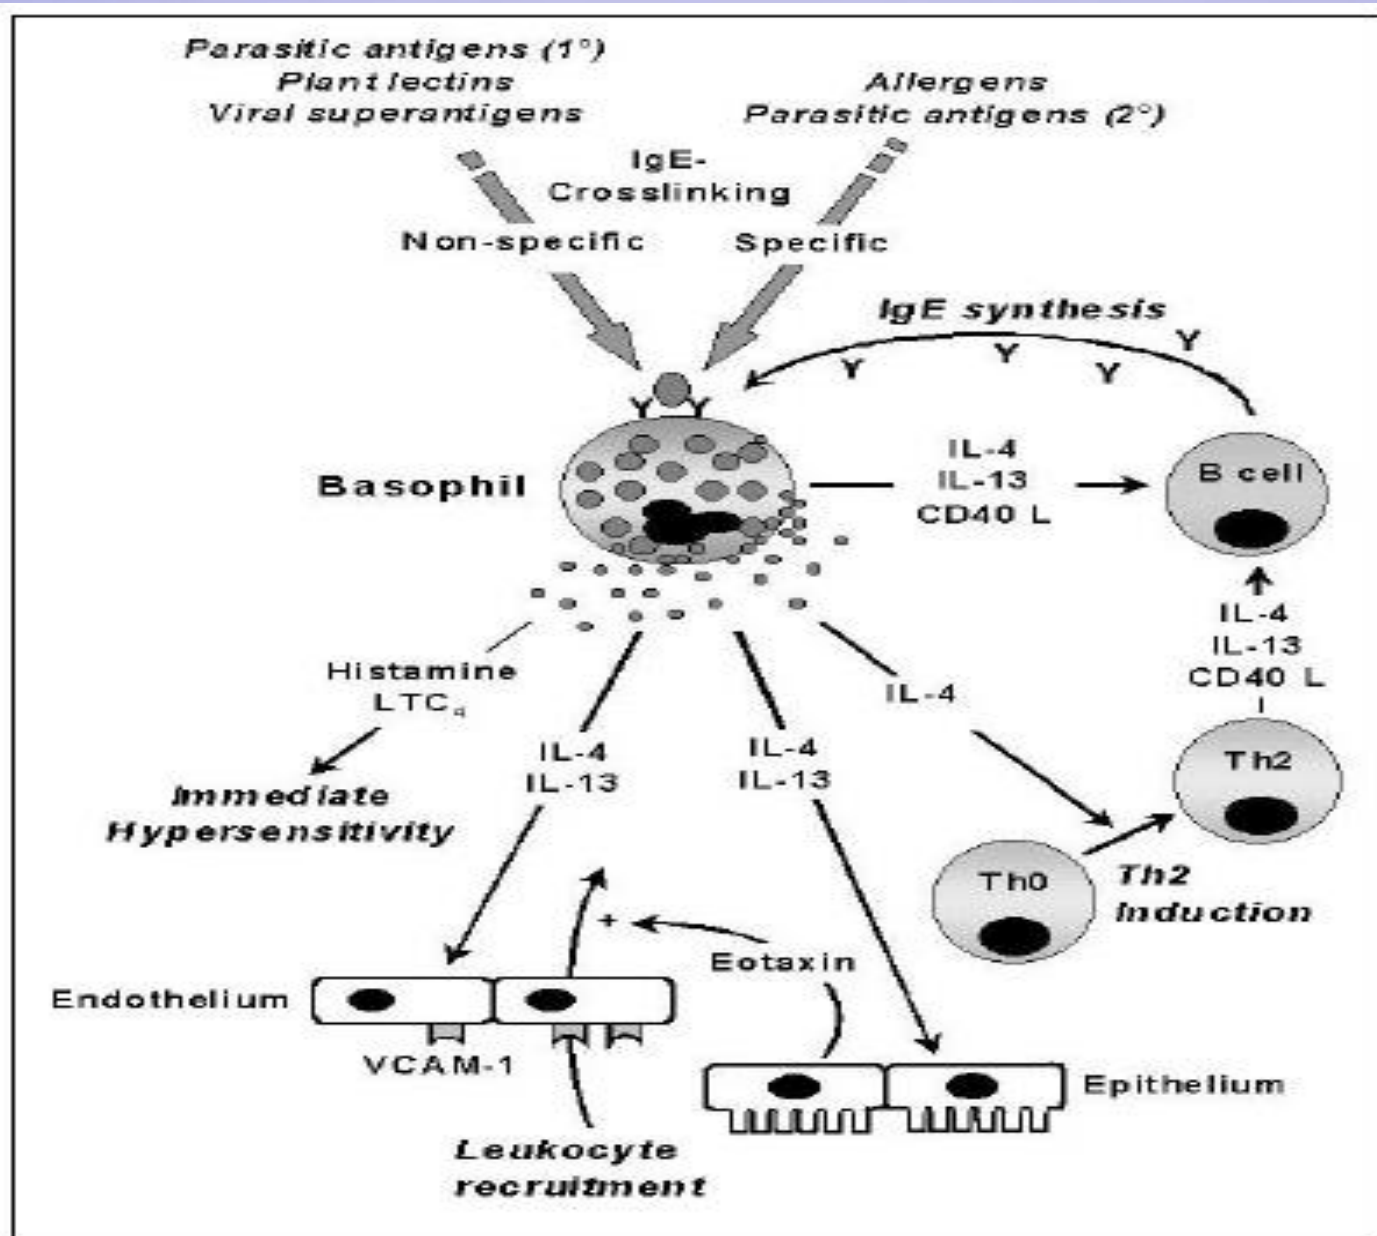 Parasitic antigens (1°)
Plant lectins
Viral superantigens
Allergens
Parasitic antigens (2°)
IgE-
Crosslinking
Non-specific
Specific
IgE synthesis
Y
Y
Y
Y
Y
Y
Basophil
IL-4
IL-13
CD40 L
B cell
IL-4
IL-13
CD40 L
Histamine
LTC₄
Immediate
Hypersensitivity
IL-4
IL-13
IL-4
IL-13
IL-4
Th2
Th0
Th2
Induction
+
Eotaxin
Endothelium
VCAM-1
Epithelium
Leukocyte
recruitment